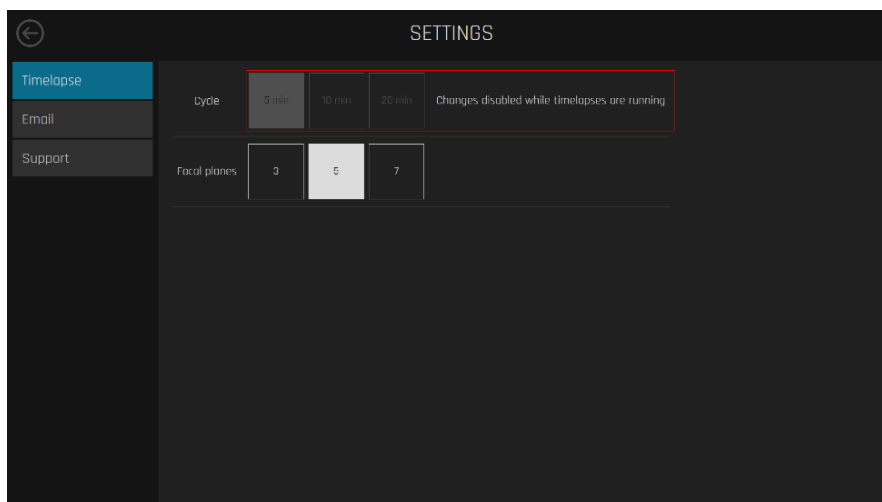 SETTINGS
Timelapse
Email
Support
Cycle 5 min 10 min 20 min Changes disabled while timelapses are running
Focal planes 3 5 7